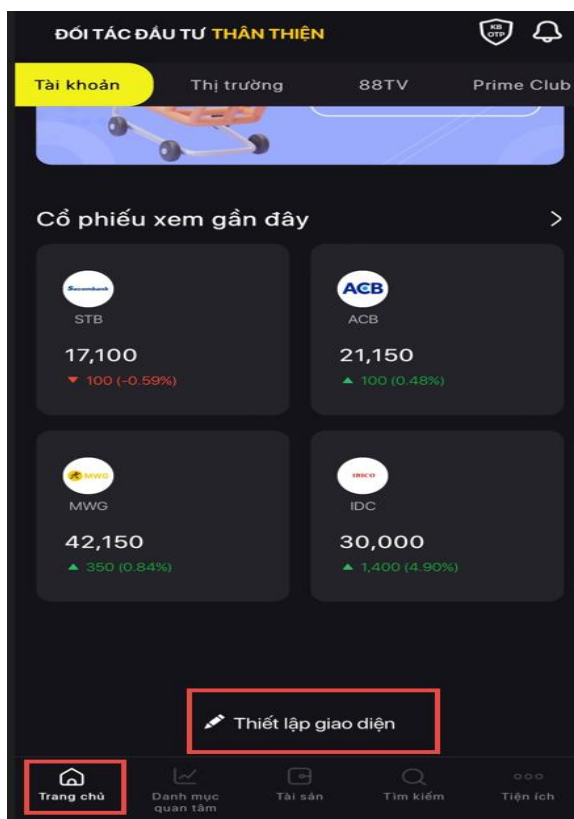 ĐỐI TÁC ĐẦU TƯ THÂN THIỆN
KB
OTP
Tài khoản Thị trường 88TV Prime Club
Cổ phiếu xem gần đây
Sacombank
STB
17,100
100 (-0.59%)
ACB
ACB
21,150
100 (0.48%)
MWG
MWG
42,150
350 (0.84%)
IDICO
IDC
30,000
1,400 (4.90%)
Thiết lập giao diện
Trang chủ
Danh mục
quan tâm
Tài sản
Tìm kiếm
Tiện ích